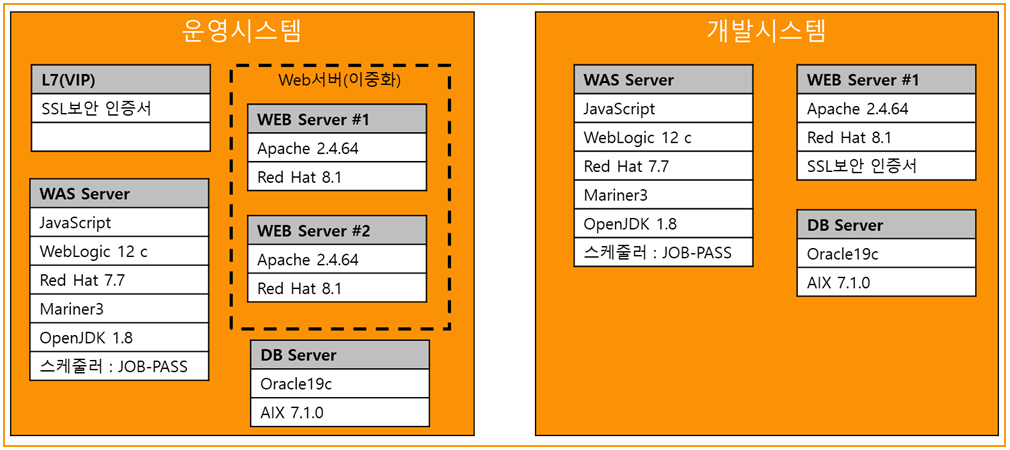 운영시스템
L7(VIP)
SSL보안 인증서
WAS Server
JavaScript
WebLogic 12 c
Red Hat 7.7
Mariner3
OpenJDK 1.8
스케줄러 : JOB-PASS
Web서버(이중화)
WEB Server #1
Apache 2.4.64
Red Hat 8.1
WEB Server #2
Apache 2.4.64
Red Hat 8.1
DB Server
Oracle19c
AIX 7.1.0
개발시스템
WAS Server
JavaScript
WebLogic 12 c
Red Hat 7.7
Mariner3
OpenJDK 1.8
스케줄러 : JOB-PASS
WEB Server #1
Apache 2.4.64
Red Hat 8.1
SSL보안 인증서
DB Server
Oracle19c
AIX 7.1.0